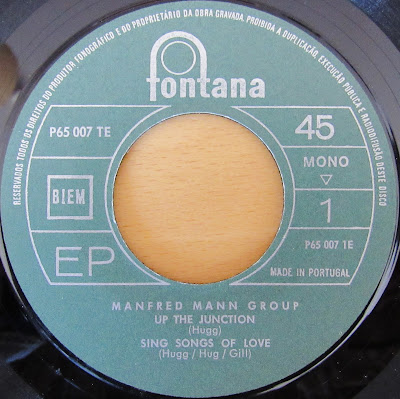 RESERVADOS TODOS OS DIREITOS DO PRODUTOR FONOGRÁFICO E DO PROPRIETÁRIO DA OBRA GRAVADA. PROIBIDA A DUPLICAÇÃO, EXECUÇÃO PÚBLICA E RADIODIFUSÃO DESTE DISCO
fontana
P65 007 TE
45
MONO
BIEM
1
EP
P65 007 TE
MADE IN PORTUGAL
MANFRED MANN GROUP
UP THE JUNCTION
(Hugg)
SING SONGS OF LOVE
(Hugg / Hug / Gill)